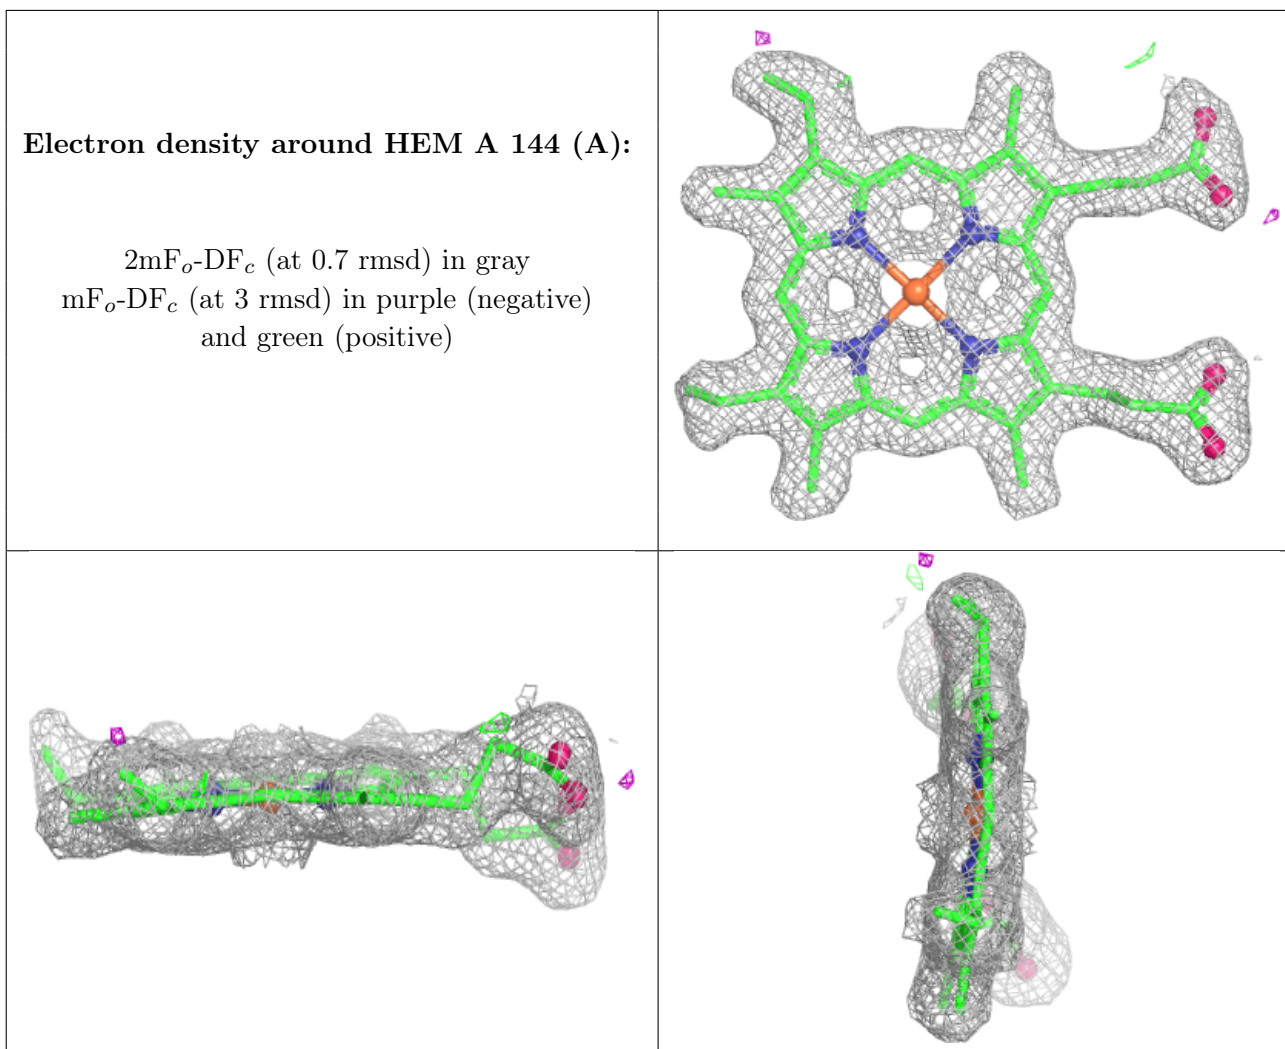 Electron density around HEM A 144 (A):
2mFₒ-DF𝒸 (at 0.7 rmsd) in gray
mFₒ-DF𝒸 (at 3 rmsd) in purple (negative)
and green (positive)